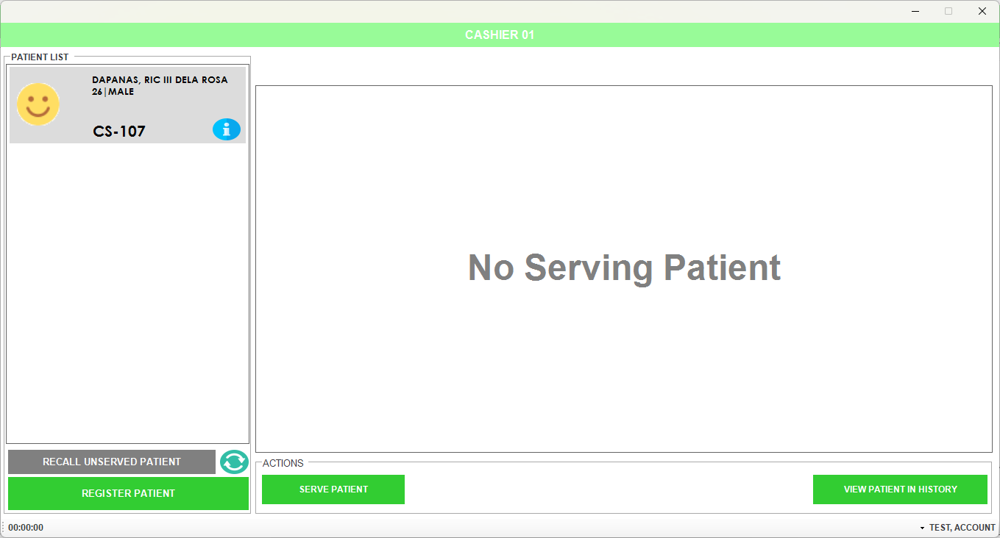 CASHIER 01
PATIENT LIST
DAPANAS, RIC III DELA ROSA
26|MALE
CS-107
i
No Serving Patient
RECALL UNSERVED PATIENT
REGISTER PATIENT
ACTIONS
SERVE PATIENT
VIEW PATIENT IN HISTORY
00:00:00
TEST, ACCOUNT